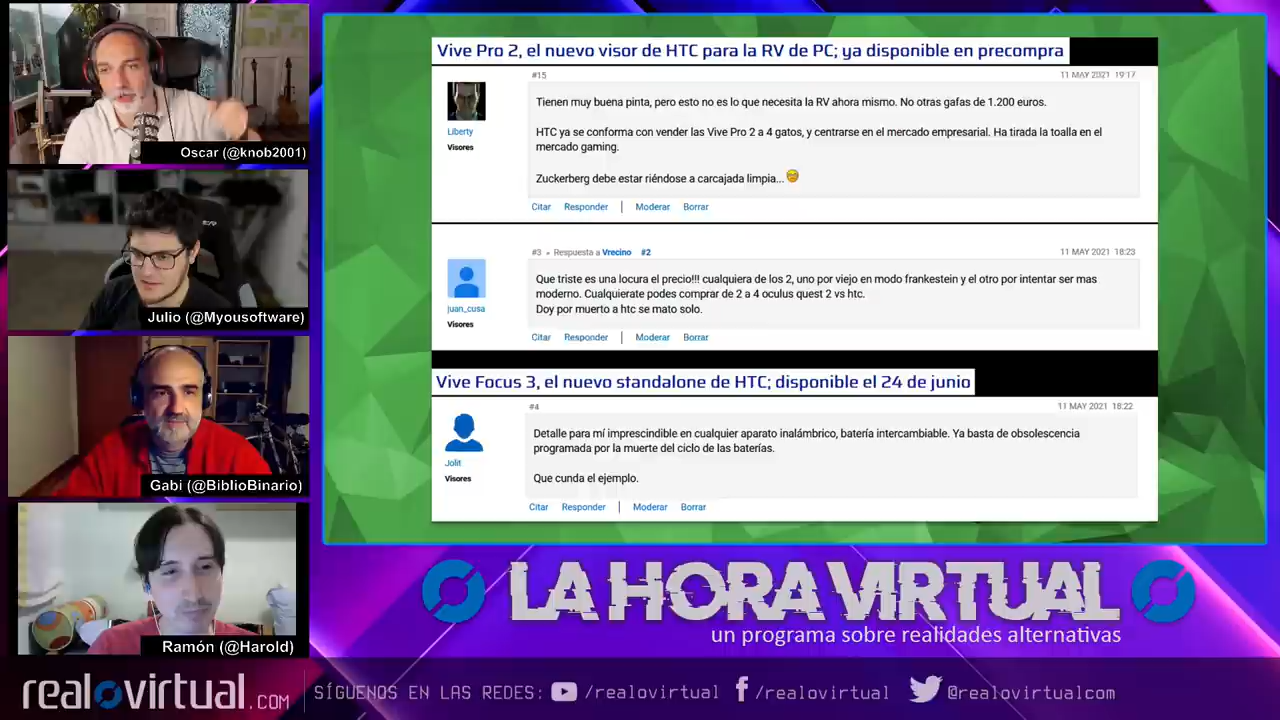 Oscar (@knob2001)
Julio (@Myousoftware)
Gabi (@BiblioBinario)
Ramón (@Harold)
Vive Pro 2, el nuevo visor de HTC para la RV de PC; ya disponible en precompra
#15
11 MAY 2021 19:17
Liberty
Visores
Tienen muy buena pinta, pero esto no es lo que necesita la RV ahora mismo. No otras gafas de 1.200 euros.
HTC ya se conforma con vender las Vive Pro 2 a 4 gatos, y centrarse en el mercado empresarial. Ha tirada la toalla en el
mercado gaming.
Zuckerberg debe estar riéndose a carcajada limpia...
Citar Responder | Moderar Borrar
#3 • Respuesta a Vrecino #2
11 MAY 2021 18:23
juan_cusa
Visores
Que triste es una locura el precio!!! cualquiera de los 2, uno por viejo en modo frankestein y el otro por intentar ser mas
moderno. Cualquierate podes comprar de 2 a 4 oculus quest 2 vs htc.
Doy por muerto a htc se mato solo.
Citar Responder | Moderar Borrar
Vive Focus 3, el nuevo standalone de HTC; disponible el 24 de junio
#4
11 MAY 2021 18:22
Jolit
Visores
Detalle para mí imprescindible en cualquier aparato inalámbrico, batería intercambiable. Ya basta de obsolescencia
programada por la muerte del ciclo de las baterías.
Que cunda el ejemplo.
Citar Responder | Moderar Borrar
LA HORA VIRTUAL
un programa sobre realidades alternativas
realovirtual.com
SÍGUENOS EN LAS REDES: /realovirtual /realovirtual @realovirtualcom